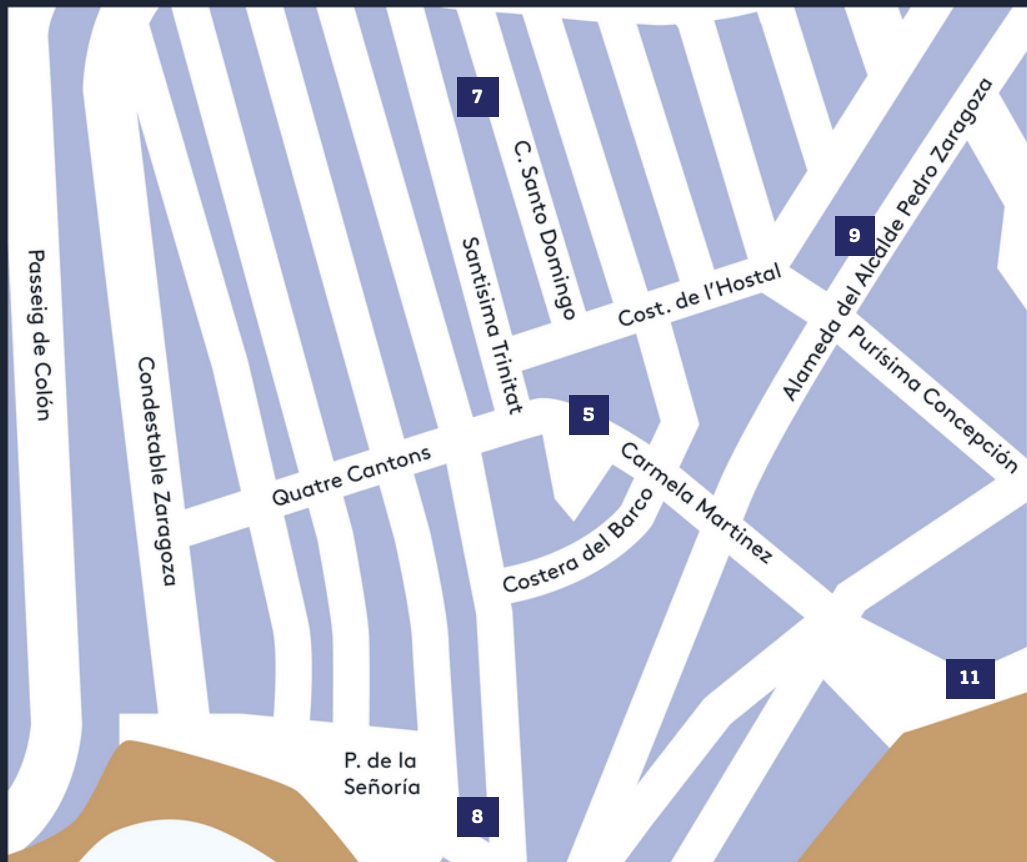 7
C. Santo Domingo
Alameda del Alcalde Pedro Zaragoza
9
Passeig de Colón
Santisima Trinitat
Cost. de l'Hostal
Condestable Zaragoza
Purísima Concepción
5
Quatre Cantons
Carmela Martinez
Costera del Barco
11
P. de la
Señoría
8